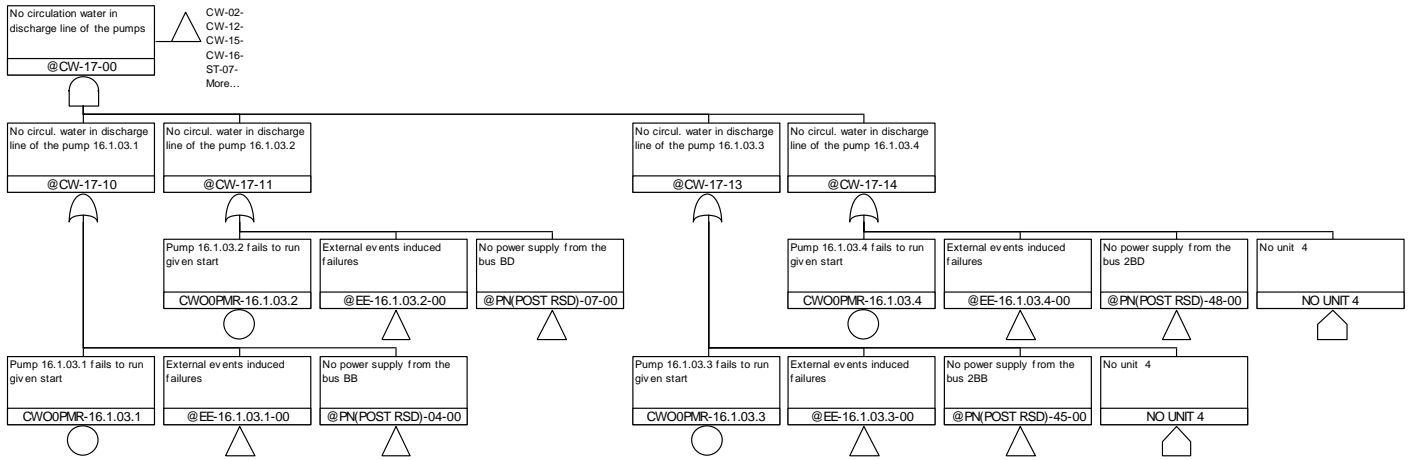 No circulation water in
discharge line of the pumps
@CW-17-00
CW-02-
CW-12-
CW-15-
CW-16-
ST-07-
More...
No circul. water in discharge
line of the pump 16.1.03.1
@CW-17-10
No circul. water in discharge
line of the pump 16.1.03.2
@CW-17-11
No circul. water in discharge
line of the pump 16.1.03.3
@CW-17-13
No circul. water in discharge
line of the pump 16.1.03.4
@CW-17-14
Pump 16.1.03.2 fails to run
given start
CWO0PMR-16.1.03.2
External events induced
failures
@EE-16.1.03.2-00
No power supply from the
bus BD
@PN(POST RSD)-07-00
Pump 16.1.03.4 fails to run
given start
CWO0PMR-16.1.03.4
External events induced
failures
@EE-16.1.03.4-00
No power supply from the
bus 2BD
@PN(POST RSD)-48-00
No unit 4
NO UNIT 4
Pump 16.1.03.1 fails to run
given start
CWO0PMR-16.1.03.1
External events induced
failures
@EE-16.1.03.1-00
No power supply from the
bus BB
@PN(POST RSD)-04-00
Pump 16.1.03.3 fails to run
given start
CWO0PMR-16.1.03.3
External events induced
failures
@EE-16.1.03.3-00
No power supply from the
bus 2BB
@PN(POST RSD)-45-00
No unit 4
NO UNIT 4